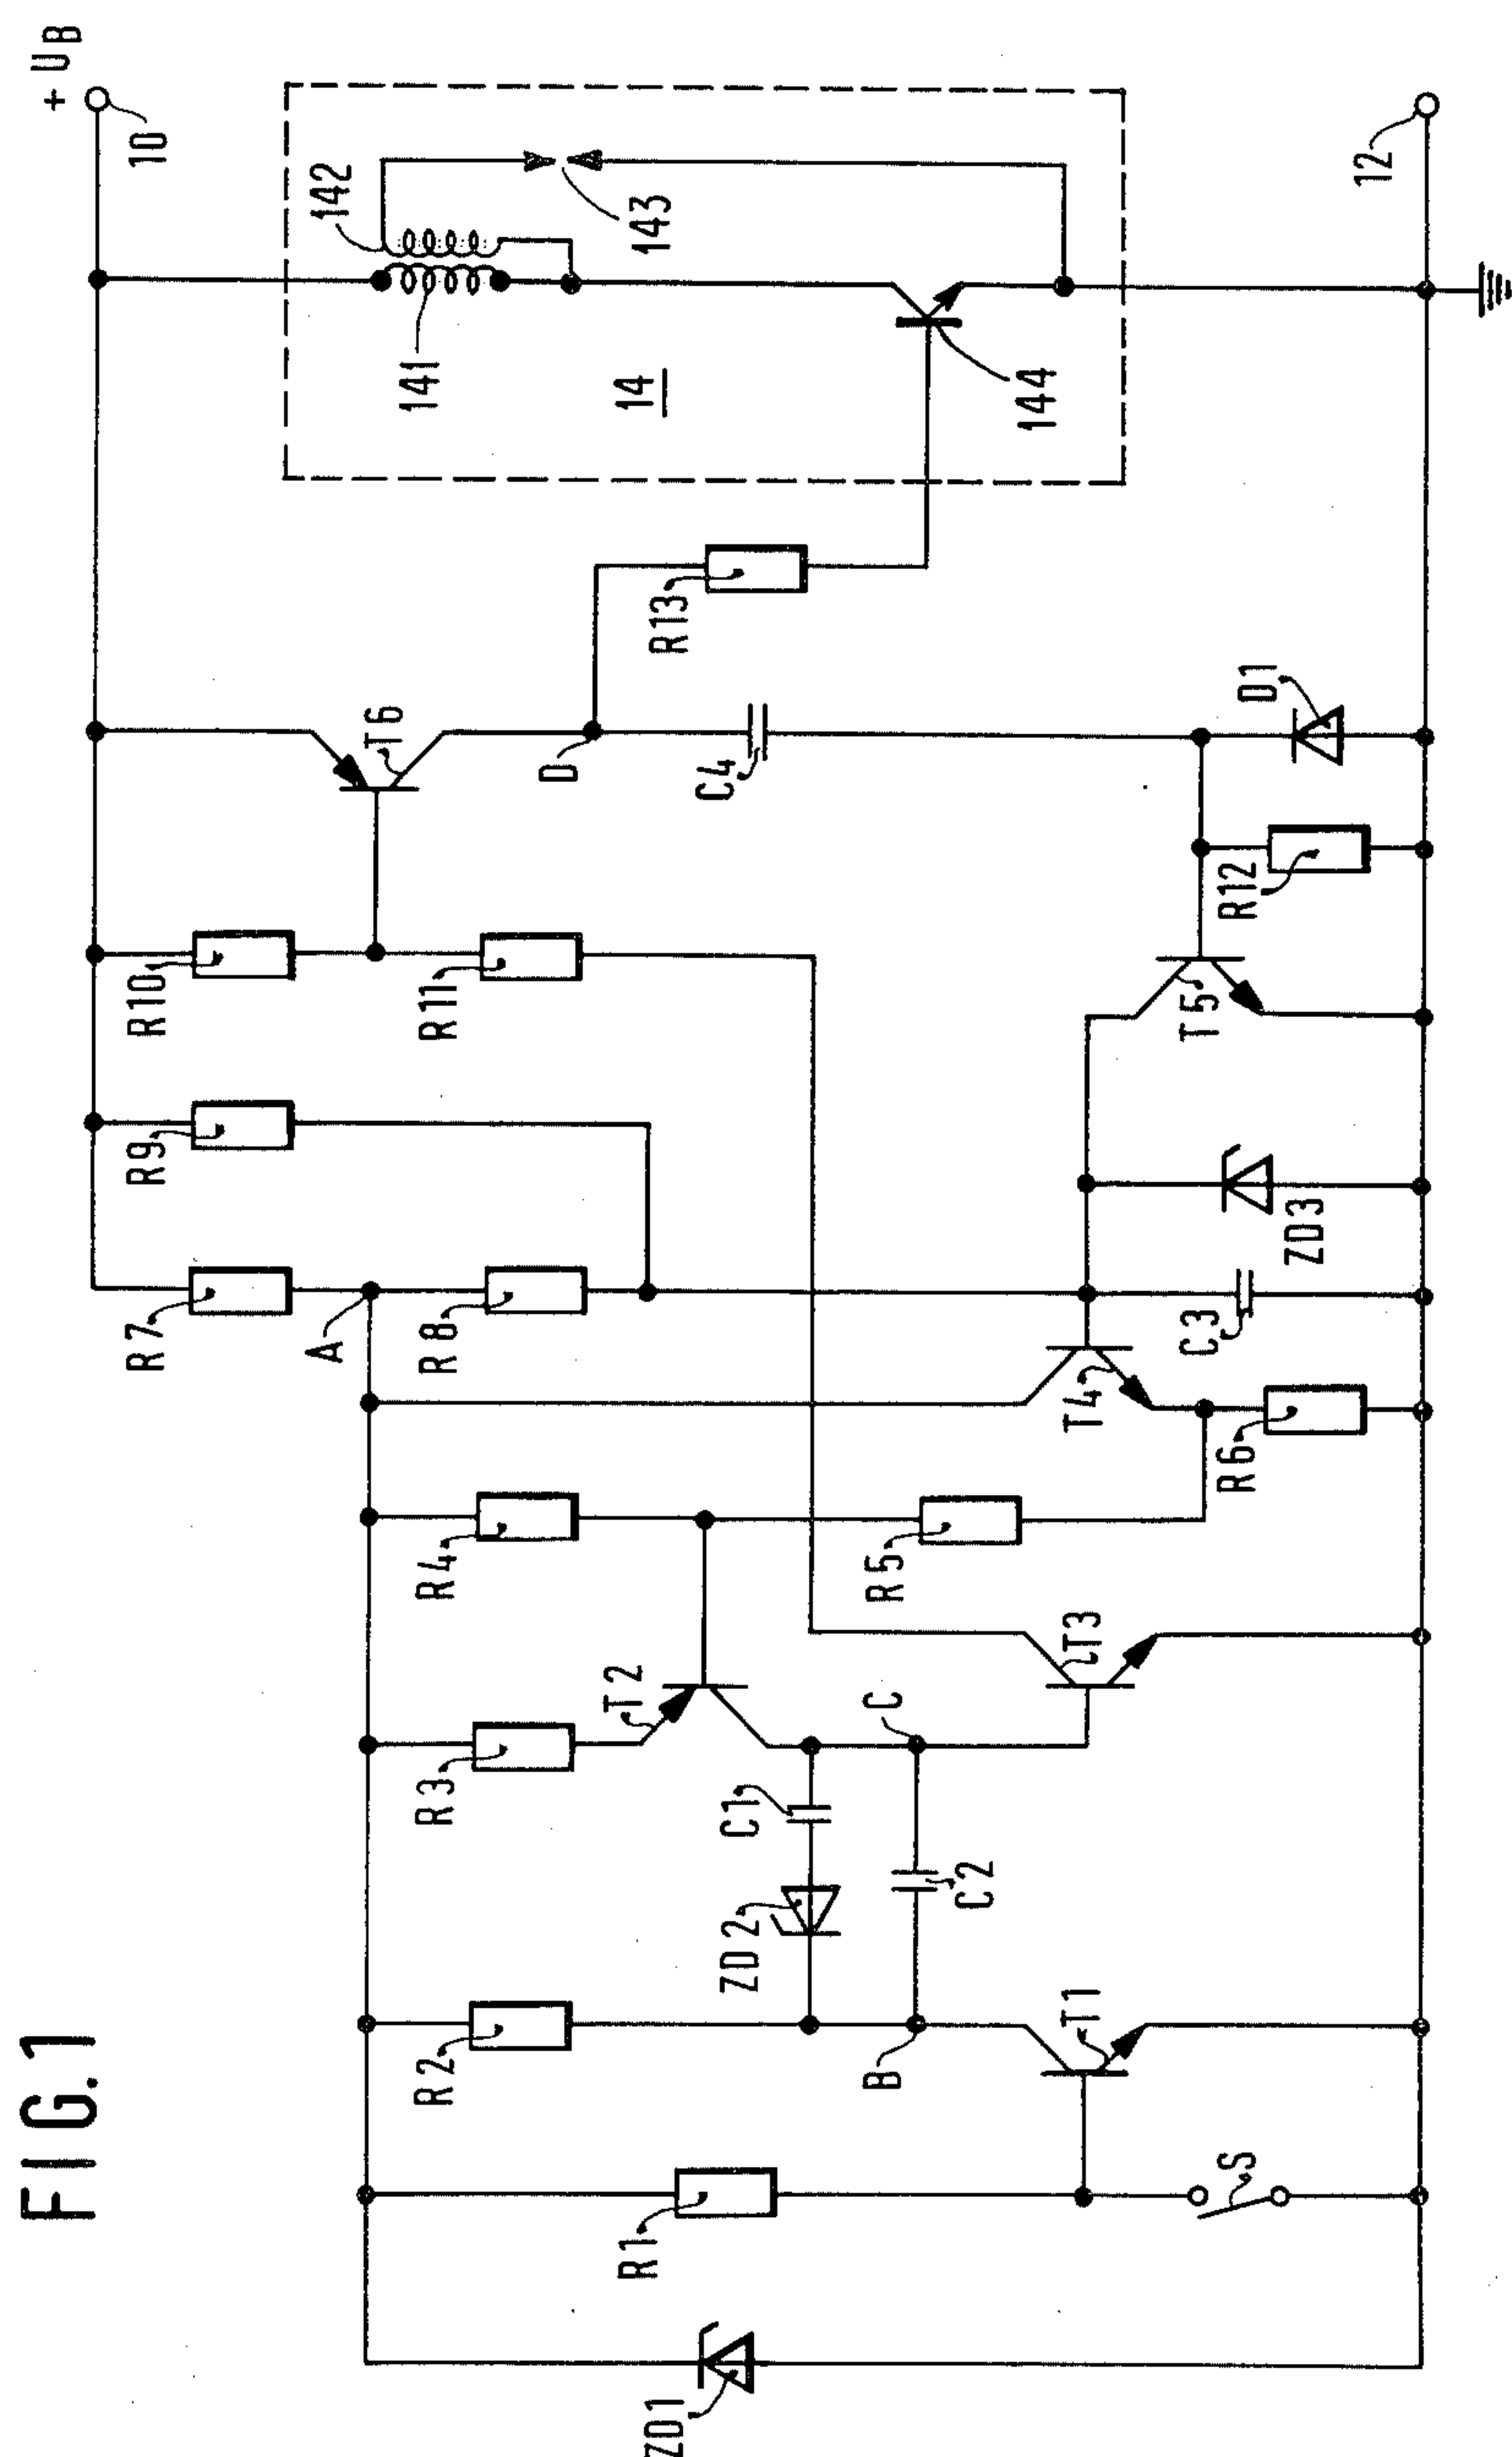 FIG.1
+UB
10
12
14
141
142
143
144
R13
T6
D
C4
D1
R12
R10
R11
T5
R9
ZD3
R7
A
R8
C3
T4
R6
R4
R5
T3
T2
R3
C
C1
C2
ZD2
R2
B
T1
R1
S
ZD1